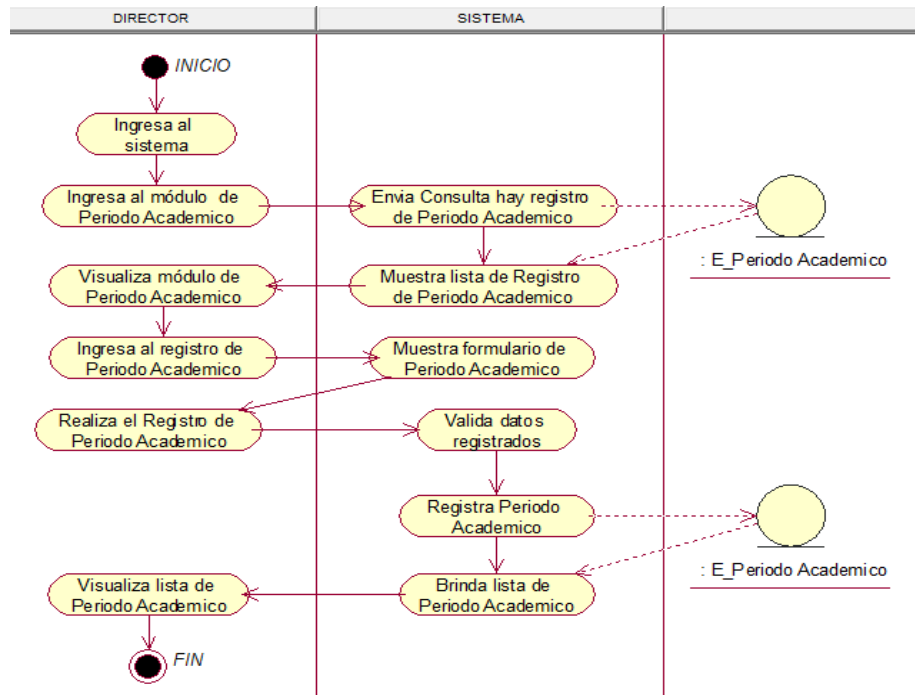 DIRECTOR
SISTEMA
INICIO
Ingresa al
sistema
Ingresa al módulo de
Periodo Academico
Envia Consulta hay registro
de Periodo Academico
: E_Periodo Academico
Visualiza módulo de
Periodo Academico
Muestra lista de Registro
de Periodo Academico
Ingresa al registro de
Periodo Academico
Muestra formulario de
Periodo Academico
Realiza el Registro de
Periodo Academico
Valida datos
registrados
Registra Periodo
Academico
: E_Periodo Academico
Brinda lista de
Periodo Academico
Visualiza lista de
Periodo Academico
FIN